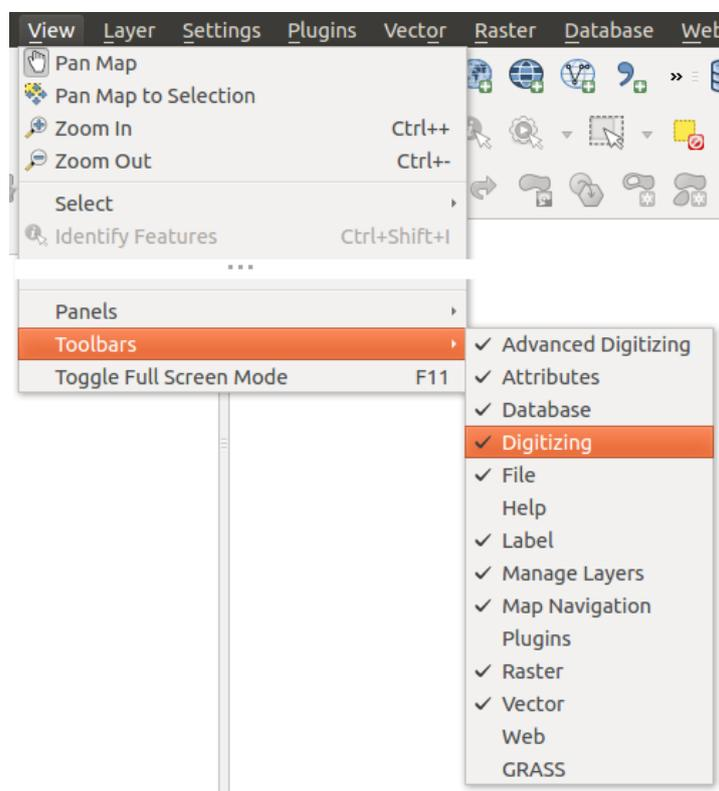 View Layer Settings Plugins Vector Raster Database Web
Pan Map
Pan Map to Selection
Zoom In Ctrl++
Zoom Out Ctrl+-
Select
Identify Features Ctrl+Shift+I
...
Panels
Toolbars
Toggle Full Screen Mode F11
Advanced Digitizing
Attributes
Database
Digitizing
File
Help
Label
Manage Layers
Map Navigation
Plugins
Raster
Vector
Web
GRASS